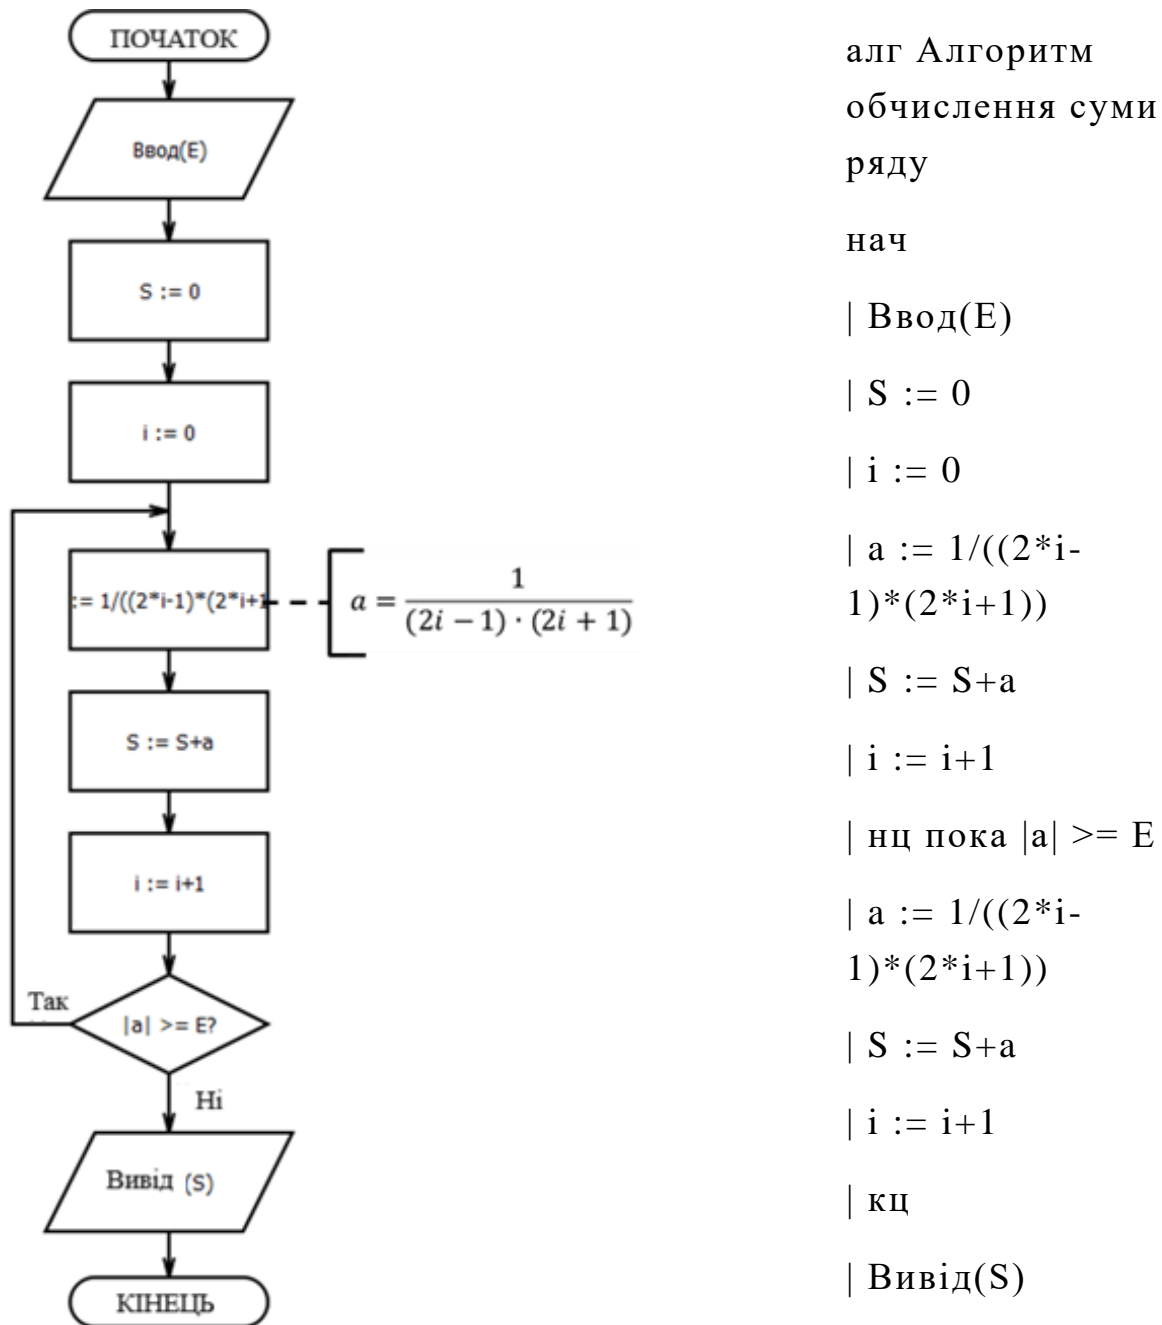 ПОЧАТОК
Ввод(E)
S := 0
i := 0
:= 1/((2*i-1)*(2*i+1
a = 1 / (2i − 1) · (2i + 1)
S := S+a
i := i+1
Так
|a| >= E?
Ні
Вивід (S)
КІНЕЦЬ
алг Алгоритм
обчислення суми
ряду
нач
| Ввод(E)
| S := 0
| i := 0
| a := 1/((2*i-
1)*(2*i+1))
| S := S+a
| i := i+1
| нц пока |a| >= E
| a := 1/((2*i-
1)*(2*i+1))
| S := S+a
| i := i+1
| кц
| Вивід(S)